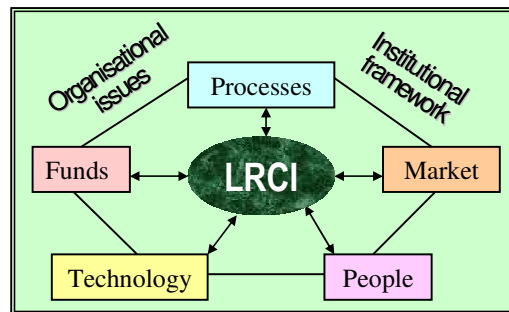 Organisational
issues
Institutional
framework
Processes
Funds
LRCI
Market
Technology
People